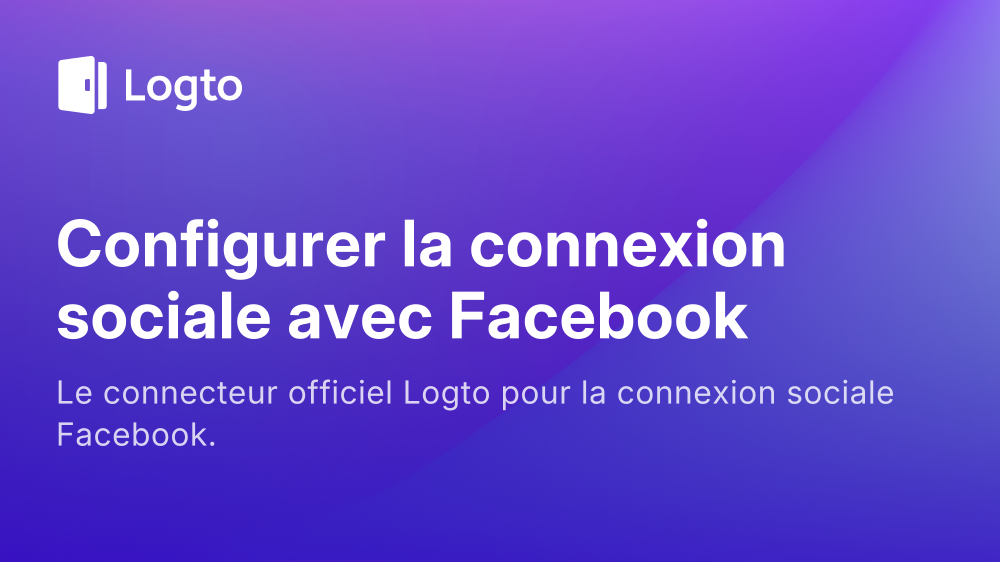 Logto
Configurer la connexion
sociale avec Facebook
Le connecteur officiel Logto pour la connexion sociale
Facebook.